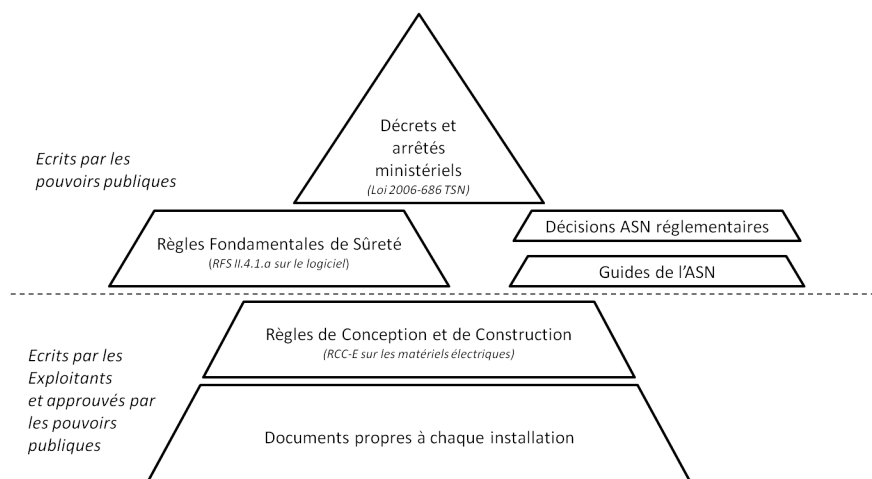 Décrets et
arrêtés
ministériels
(Loi 2006-686 TSN)
Ecrits par les
pouvoirs publiques
Règles Fondamentales de Sûreté
(RFS II.4.1.a sur le logiciel)
Décisions ASN réglementaires
Guides de l'ASN
Règles de Conception et de Construction
(RCC-E sur les matériels électriques)
Ecrits par les
Exploitants
et approuvés par
les pouvoirs
publiques
Documents propres à chaque installation